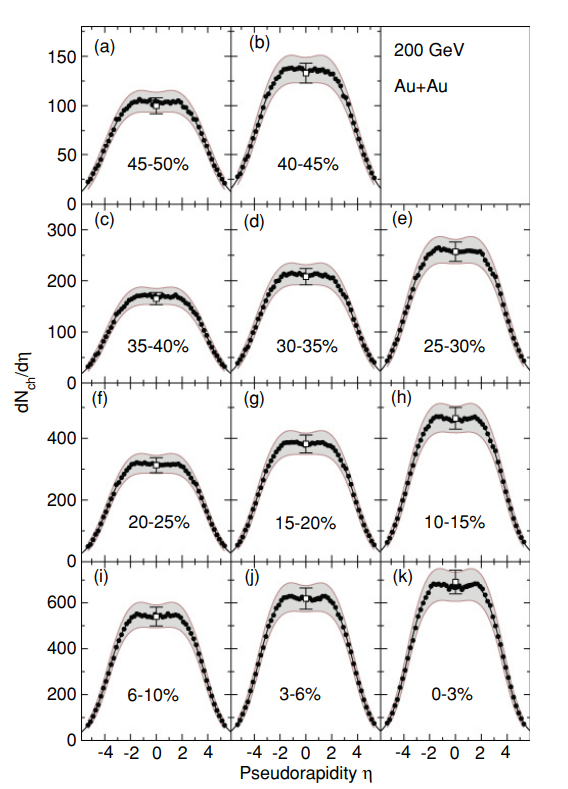 (a)
(b)
200 GeV
Au+Au
150
100
50
0
45-50%
40-45%
(c)
(d)
(e)
300
200
100
0
35-40%
30-35%
25-30%
dN_ch/dη
(f)
(g)
(h)
400
200
0
20-25%
15-20%
10-15%
(i)
(j)
(k)
600
400
200
0
6-10%
3-6%
0-3%
-4 -2 0 2 4 -4 -2 0 2 4 -4 -2 0 2 4
Pseudorapidity η